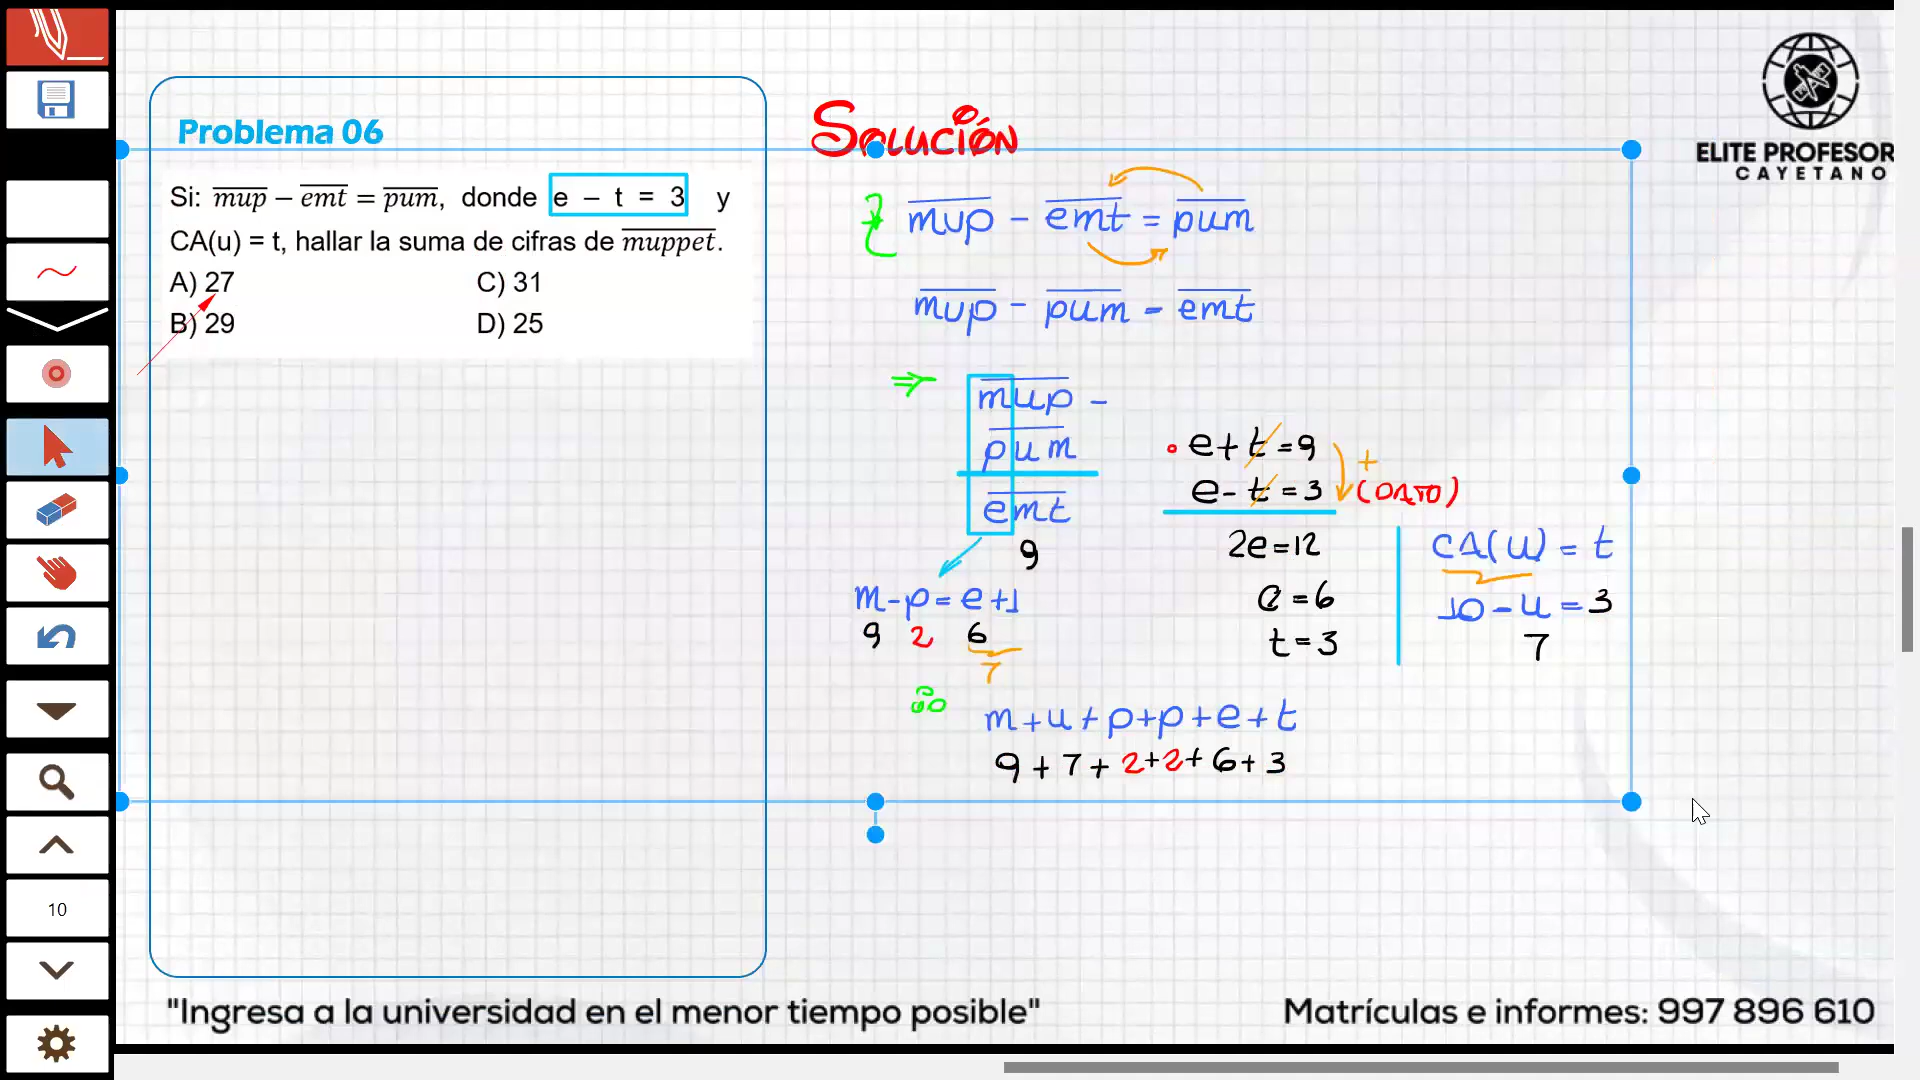 Problema 06
Si: mup − emt = pum, donde e − t = 3 y
CA(u) = t, hallar la suma de cifras de muppet.
A) 27
C) 31
B) 29
D) 25
Solución
mup - emt = pum
mup - pum = emt
⇒ mup -
pum
emt
9
m-p=e+1
9 2 6
7
• e+t=9
e-t=3 (DATO)
+
2e=12
e=6
t=3
CA(u) = t
10-u=3
7
m+u+p+p+e+t
9+7+2+2+6+3
ELITE PROFESOR
CAYETANO
10
"Ingresa a la universidad en el menor tiempo posible"
Matrículas e informes: 997 896 610